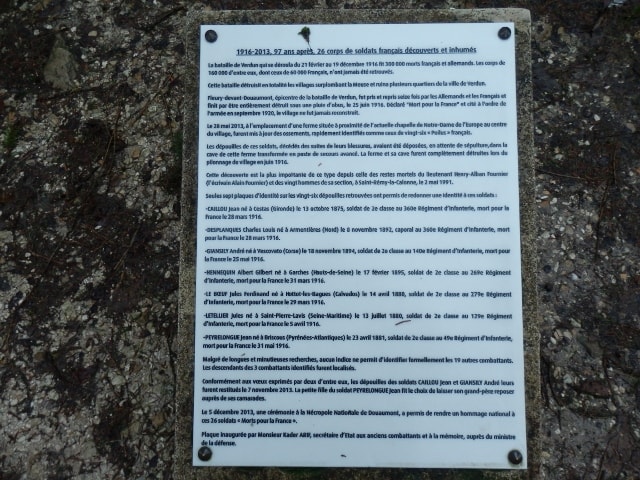 1916-2013, 97 ans après, 26 corps de soldats français découverts et inhumés
La bataille de Verdun qui se déroula du 21 février au 19 décembre 1916 fit 300 000 morts français et allemands. Les corps de
160 000 d'entre eux, dont ceux de 60 000 Français, n'ont jamais été retrouvés.
Cette bataille détruisit en totalité les villages surplombant la Meuse et ruina plusieurs quartiers de la ville de Verdun.
Fleury-devant-Douaumont, épicentre de la bataille de Verdun, fut pris et repris seize fois par les Allemands et les Français et
finit par être entièrement détruit sous une pluie d'obus, le 25 juin 1916. Déclaré "Mort pour la France" et cité à l'ordre de
l'armée en septembre 1920, le village ne fut jamais reconstruit.
Le 28 mai 2013, à l'emplacement d'une ferme située à proximité de l'actuelle chapelle de Notre-Dame de l'Europe au centre
du village, furent mis à jour des ossements, rapidement identifiés comme ceux de vingt-six « Poilus » français.
Les dépouilles de ces soldats, décédés des suites de leurs blessures, avaient été déposées, en attente de sépulture, dans la
cave de cette ferme transformée en poste de secours avancé. La ferme et sa cave furent complètement détruites lors du
pilonnage du village en juin 1916.
Cette découverte est la plus importante de ce type depuis celle des restes mortels du lieutenant Henry-Alban Fournier
(l'écrivain Alain Fournier) et des vingt hommes de sa section, à Saint-Rémy-la-Calonne, le 2 mai 1991.
Seules sept plaques d'identité sur les vingt-six dépouilles retrouvées ont permis de redonner une identité à ces soldats :
-CAILLOU Jean né à Cestas (Gironde) le 13 octobre 1875, soldat de 2e classe au 360e Régiment d'Infanterie, mort pour
la France le 28 mars 1916.
-DESPLANQUES Charles Louis né à Armentières (Nord) le 8 novembre 1892, caporal au 360e Régiment d'Infanterie, mort
pour la France le 28 mars 1916.
-GIANSILY André né à Vescovato (Corse) le 18 novembre 1894, soldat de 2e classe au 140e Régiment d'Infanterie, mort
pour la France le 25 mai 1916.
-HENNEQUIN Albert Gilbert né à Garches (Hauts-de-Seine) le 17 février 1895, soldat de 2e classe au 269e Régiment
d'Infanterie, mort pour la France le 31 mars 1916.
-LE BŒUF Jules Ferdinand né à Hottot-les-Bagues (Calvados) le 14 avril 1880, soldat de 2e classe au 279e Régiment
d'Infanterie, mort pour la France le 29 mars 1916.
-LETELLIER Jules né à Saint-Pierre-Lavis (Seine-Maritime) le 13 juillet 1880, soldat de 2e classe au 129e Régiment
d'Infanterie, mort pour la France le 5 avril 1916.
-PEYRELONGUE Jean né à Briscous (Pyrénées-Atlantiques) le 23 avril 1881, soldat de 2e classe au 49e Régiment d'Infanterie,
mort pour la France le 31 mai 1916.
Malgré de longues et minutieuses recherches, aucun indice ne permit d'identifier formellement les 19 autres combattants.
Les descendants des 3 combattants identifiés furent localisés.
Conformément aux vœux exprimés par deux d'entre eux, les dépouilles des soldats CAILLOU Jean et GIANSILY André leurs
furent restitués le 7 novembre 2013. La petite fille du soldat PEYRELONGUE Jean fit le choix de laisser son grand-père reposer
auprès de ses camarades.
Le 5 décembre 2013, une cérémonie à la Nécropole Nationale de Douaumont, a permis de rendre un hommage national à
ces 26 soldats « Morts pour la France ».
Plaque inaugurée par Monsieur Kader ARIF, secrétaire d'Etat aux anciens combattants et à la mémoire, auprès du ministre
de la défense.